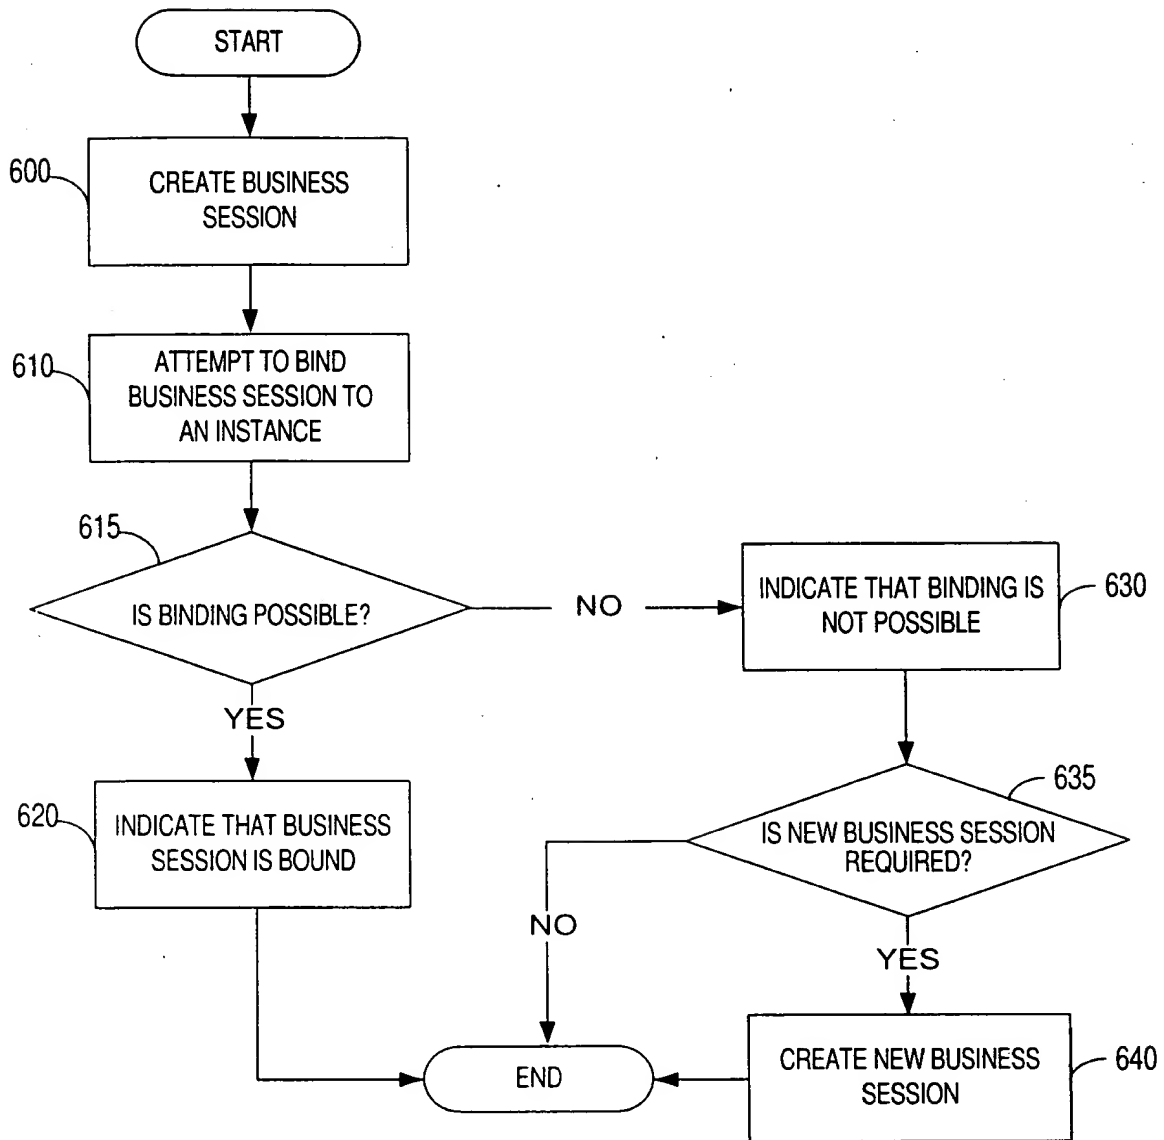 START
600
CREATE BUSINESS
SESSION
610
ATTEMPT TO BIND
BUSINESS SESSION TO
AN INSTANCE
615
IS BINDING POSSIBLE?
NO
INDICATE THAT BINDING IS
NOT POSSIBLE
630
YES
620
INDICATE THAT BUSINESS
SESSION IS BOUND
635
IS NEW BUSINESS SESSION
REQUIRED?
NO
YES
END
CREATE NEW BUSINESS
SESSION
640